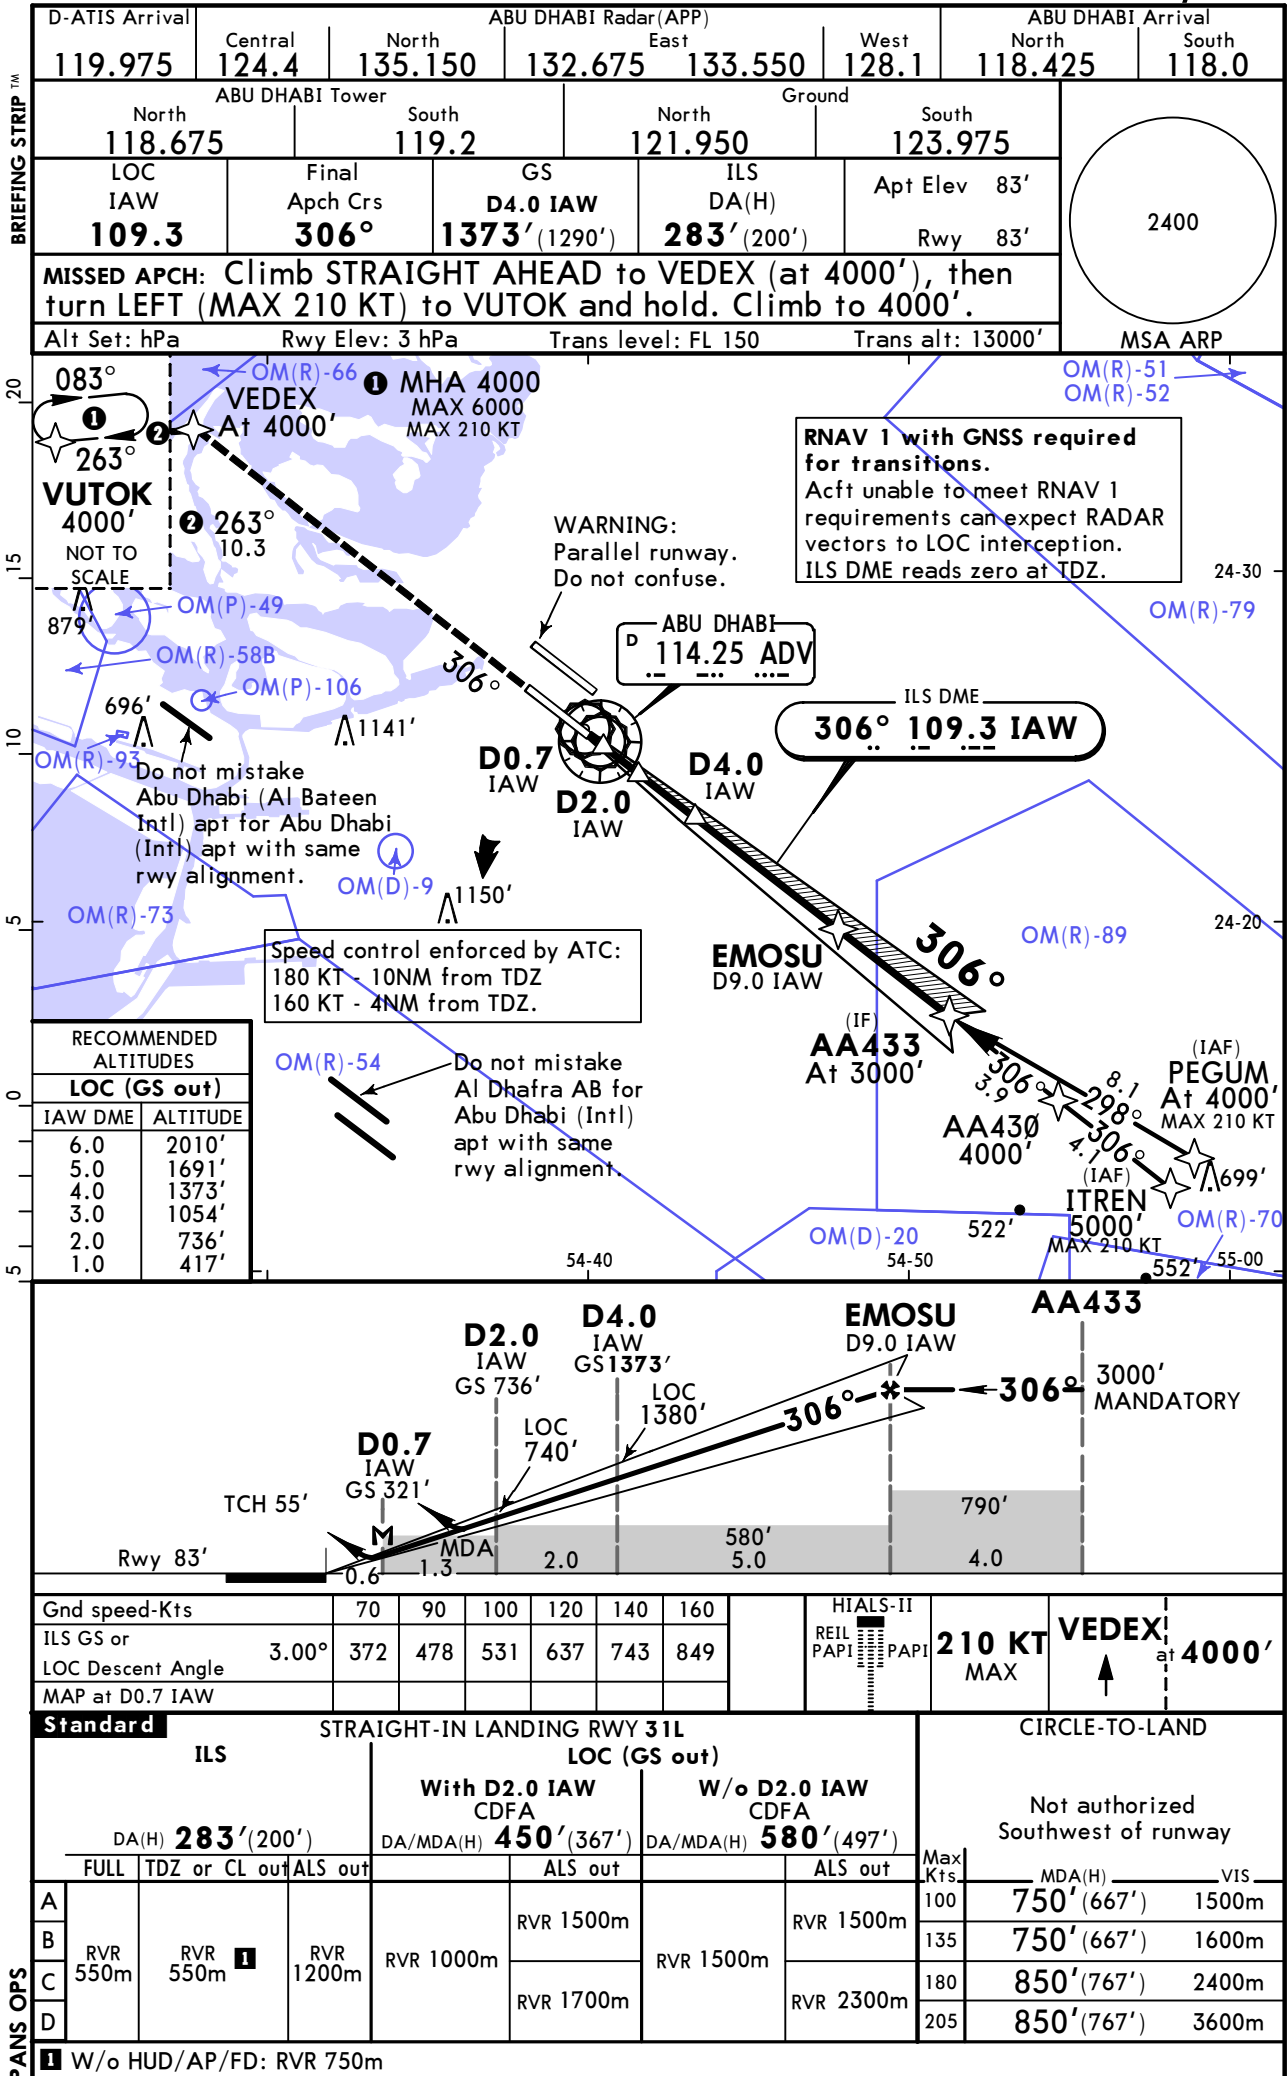 D-ATIS Arrival ABU DHABI Radar(APP) ABU DHABI Arrival
Central North East West North South
119.975 124.4 135.150 132.675 133.550 128.1 118.425 118.0
BRIEFING STRIP TM
ABU DHABI Tower Ground
North South North South
118.675 119.2 121.950 123.975
LOC Final GS ILS Apt Elev 83'
IAW Apch Crs D4.0 IAW DA(H)
109.3 306° 1373'(1290') 283'(200') Rwy 83'
2400
MSA ARP
MISSED APCH: Climb STRAIGHT AHEAD to VEDEX (at 4000'), then
turn LEFT (MAX 210 KT) to VUTOK and hold. Climb to 4000'.
Alt Set: hPa Rwy Elev: 3 hPa Trans level: FL 150 Trans alt: 13000'
083°
1
263°
VUTOK
4000'
NOT TO
SCALE
OM(R)-66
VEDEX
At 4000'
2
1 MHA 4000
MAX 6000
MAX 210 KT
2 263°
10.3
OM(R)-51
OM(R)-52
RNAV 1 with GNSS required
for transitions.
Acft unable to meet RNAV 1
requirements can expect RADAR
vectors to LOC interception.
ILS DME reads zero at TDZ.
WARNING:
Parallel runway.
Do not confuse.
20
15
10
5
0
5
24-30
24-20
54-40
54-50
55-00
879'
OM(P)-49
OM(R)-58B
OM(P)-106
696'
1141'
OM(R)-93
OM(R)-79
306°
ABU DHABI
D 114.25 ADV
ILS DME
306° 109.3 IAW
D0.7
IAW
D2.0
IAW
D4.0
IAW
Do not mistake
Abu Dhabi (Al Bateen
Intl) apt for Abu Dhabi
(Intl) apt with same
rwy alignment.
OM(D)-9
1150'
OM(R)-73
OM(R)-89
EMOSU
D9.0 IAW
306°
Speed control enforced by ATC:
180 KT - 10NM from TDZ
160 KT - 4NM from TDZ.
(IF)
AA433
At 3000'
306°
3.9
8.1
298°
(IAF)
PEGUM
At 4000'
MAX 210 KT
AA430
4000'
306°
4.1
(IAF)
ITREN
5000'
MAX 210 KT
699'
OM(R)-70
522'
552'
OM(D)-20
OM(R)-54
Do not mistake
Al Dhafra AB for
Abu Dhabi (Intl)
apt with same
rwy alignment.
RECOMMENDED
ALTITUDES
LOC (GS out)
IAW DME ALTITUDE
6.0 2010'
5.0 1691'
4.0 1373'
3.0 1054'
2.0 736'
1.0 417'
D2.0
IAW
GS 736'
D4.0
IAW
GS 1373'
EMOSU
D9.0 IAW
AA433
3000'
MANDATORY
306°
306°
LOC
1380'
LOC
740'
D0.7
IAW
GS 321'
TCH 55'
M
MDA
Rwy 83'
0.6 1.3 2.0 5.0 4.0
580'
790'
Gnd speed-Kts 70 90 100 120 140 160
ILS GS or
LOC Descent Angle 3.00° 372 478 531 637 743 849
MAP at D0.7 IAW
HIALS-II
REIL
PAPI PAPI
210 KT
MAX
VEDEX
at 4000'
Standard STRAIGHT-IN LANDING RWY 31L CIRCLE-TO-LAND
ILS LOC (GS out)
With D2.0 IAW W/o D2.0 IAW
CDFA CDFA
DA(H) 283'(200') DA/MDA(H) 450'(367') DA/MDA(H) 580'(497')
Not authorized
Southwest of runway
FULL TDZ or CL out ALS out ALS out ALS out
Max
Kts MDA(H) VIS
A
B
C
D
RVR
550m
RVR
550m 1
RVR
1200m
RVR 1000m
RVR 1500m
RVR 1700m
RVR 1500m
RVR 1500m
RVR 2300m
100 750'(667') 1500m
135 750'(667') 1600m
180 850'(767') 2400m
205 850'(767') 3600m
PANS OPS
1 W/o HUD/AP/FD: RVR 750m